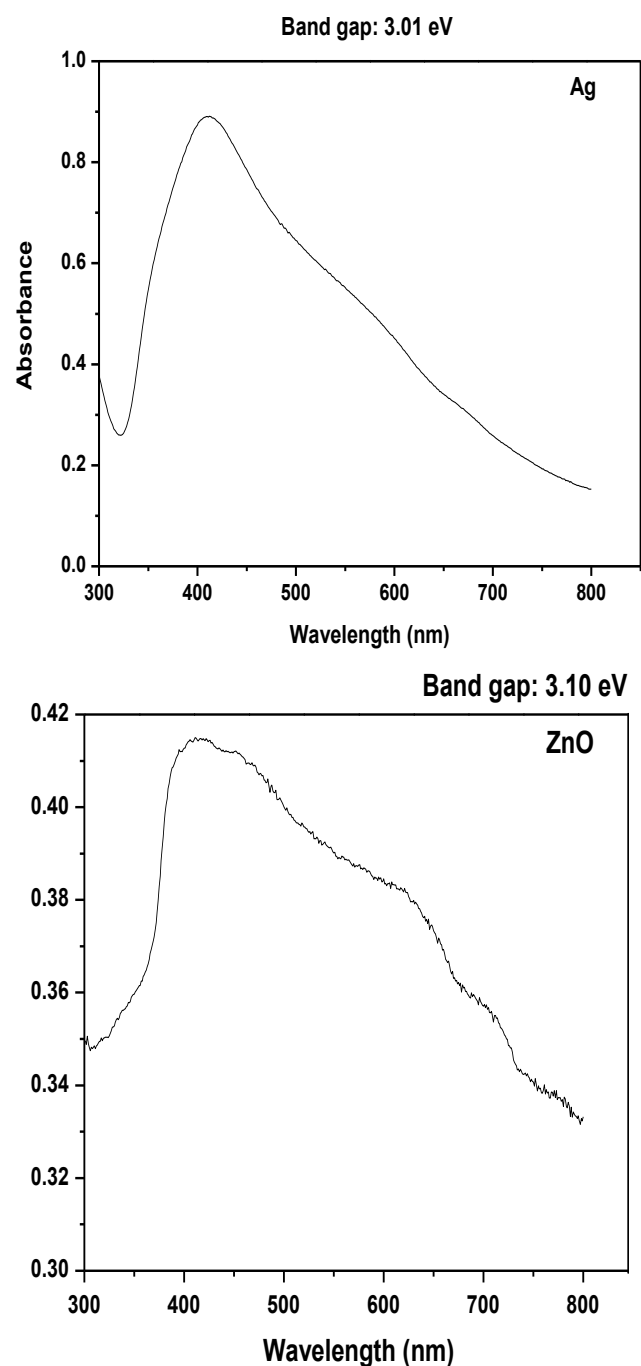 Band gap: 3.01 eV
1.0
Ag
0.8
0.6
0.4
0.2
0.0
Absorbance
300 400 500 600 700 800
Wavelength (nm)
Band gap: 3.10 eV
0.42
ZnO
0.40
0.38
0.36
0.34
0.32
0.30
300 400 500 600 700 800
Wavelength (nm)